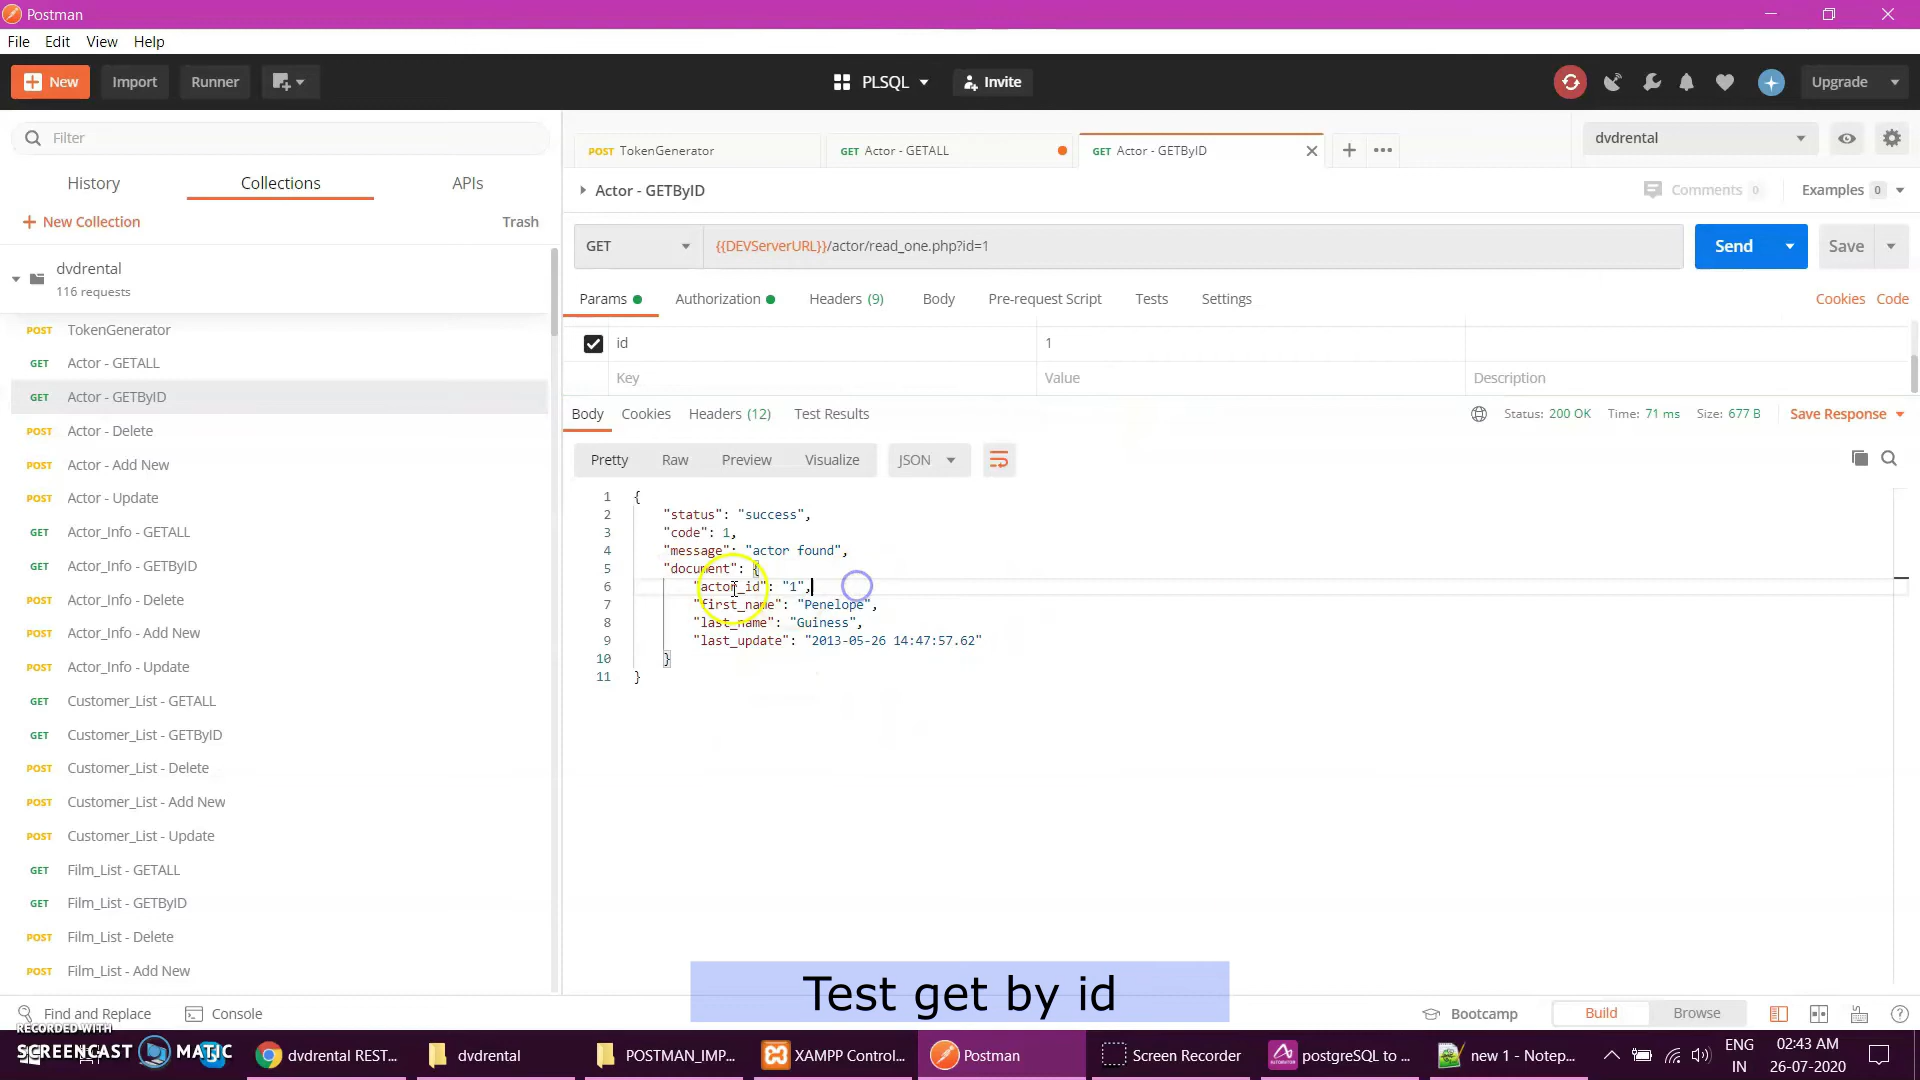 Postman
File Edit View Help
New Import Runner PLSQL Invite Upgrade
Filter
History Collections APIs
New Collection Trash
dvdrental
116 requests
POST TokenGenerator
GET Actor - GETALL
GET Actor - GETByID
POST Actor - Delete
POST Actor - Add New
POST Actor - Update
GET Actor_Info - GETALL
GET Actor_Info - GETByID
POST Actor_Info - Delete
POST Actor_Info - Add New
POST Actor_Info - Update
GET Customer_List - GETALL
GET Customer_List - GETByID
POST Customer_List - Delete
POST Customer_List - Add New
POST Customer_List - Update
GET Film_List - GETALL
GET Film_List - GETByID
POST Film_List - Delete
POST Film_List - Add New
POST TokenGenerator GET Actor - GETALL GET Actor - GETByID dvdrental
Actor - GETByID Comments 0 Examples 0
GET {{DEVServerURL}}/actor/read_one.php?id=1 Send Save
Params Authorization Headers (9) Body Pre-request Script Tests Settings Cookies Code
id 1
Key Value Description
Body Cookies Headers (12) Test Results Status: 200 OK Time: 71 ms Size: 677 B Save Response
Pretty Raw Preview Visualize JSON
1 {
2 "status": "success",
3 "code": 1,
4 "message": "actor found",
5 "document": {
6 "actor_id": "1",
7 "first_name": "Penelope",
8 "last_name": "Guiness",
9 "last_update": "2013-05-26 14:47:57.62"
10 }
11 }
Test get by id
Find and Replace Console Bootcamp Build Browse
RECORDED WITH
SCREENCAST MATIC
dvdrental REST... dvdrental POSTMAN_IMP... XAMPP Control... Postman Screen Recorder postgreSQL to ... new 1 - Notep...
ENG
IN
02:43 AM
26-07-2020